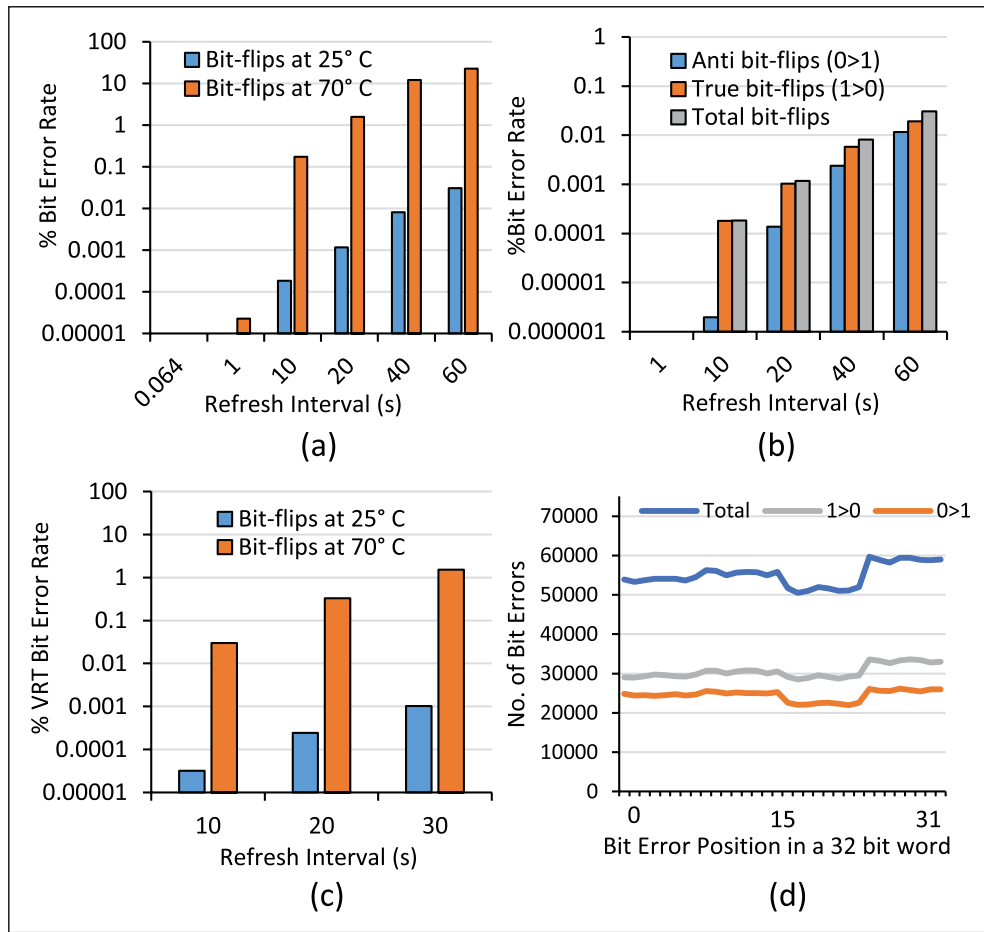 % Bit Error Rate
100
10
1
0.1
0.01
0.001
0.0001
0.00001
Bit-flips at 25° C
Bit-flips at 70° C
0.064
1
10
20
40
60
Refresh Interval (s)
(a)
%Bit Error Rate
1
0.1
0.01
0.001
0.0001
0.00001
0.000001
Anti bit-flips (0>1)
True bit-flips (1>0)
Total bit-flips
1
10
20
40
60
Refresh Interval (s)
(b)
% VRT Bit Error Rate
100
10
1
0.1
0.01
0.001
0.0001
0.00001
Bit-flips at 25° C
Bit-flips at 70° C
10
20
30
Refresh Interval (s)
(c)
No. of Bit Errors
70000
60000
50000
40000
30000
20000
10000
0
Total
1>0
0>1
0
15
31
Bit Error Position in a 32 bit word
(d)